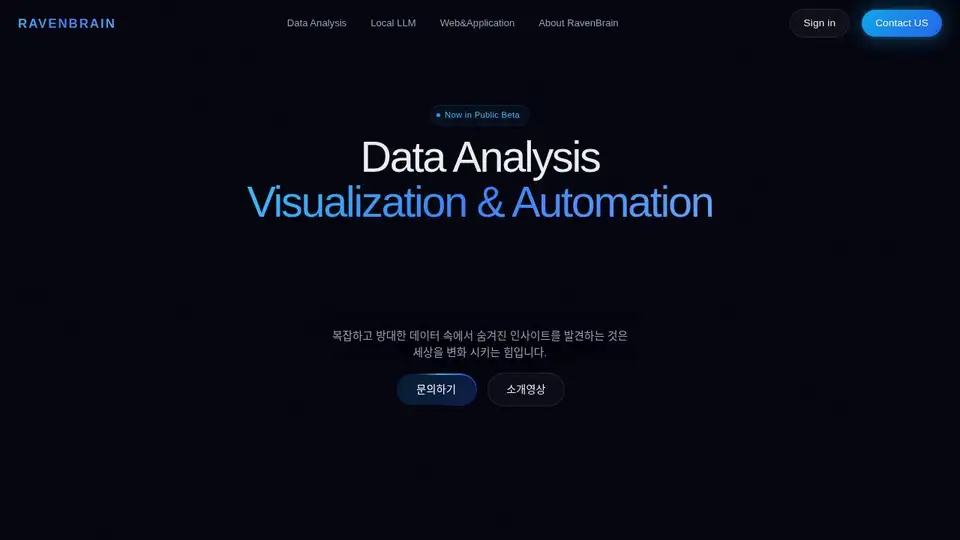 RAVENBRAIN
Data Analysis
Local LLM
Web&Application
About RavenBrain
Sign in
Contact US
Now in Public Beta
Data Analysis
Visualization & Automation
복잡하고 방대한 데이터 속에서 숨겨진 인사이트를 발견하는 것은
세상을 변화 시키는 힘입니다.
문의하기
소개영상